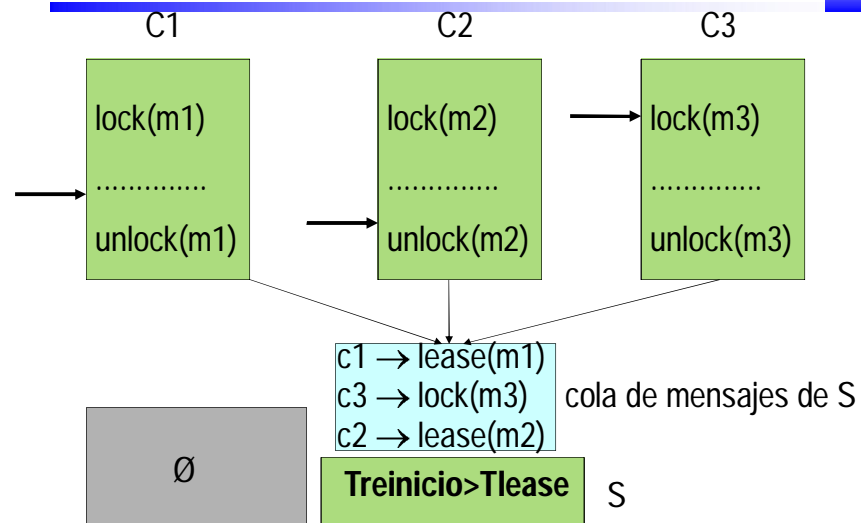 C1 C2 C3
lock(m1) lock(m2) lock(m3)
.............. .............. ..............
unlock(m1) unlock(m2) unlock(m3)
c1 → lease(m1)
c3 → lock(m3) cola de mensajes de S
c2 → lease(m2)
Ø Treinicio>Tlease S